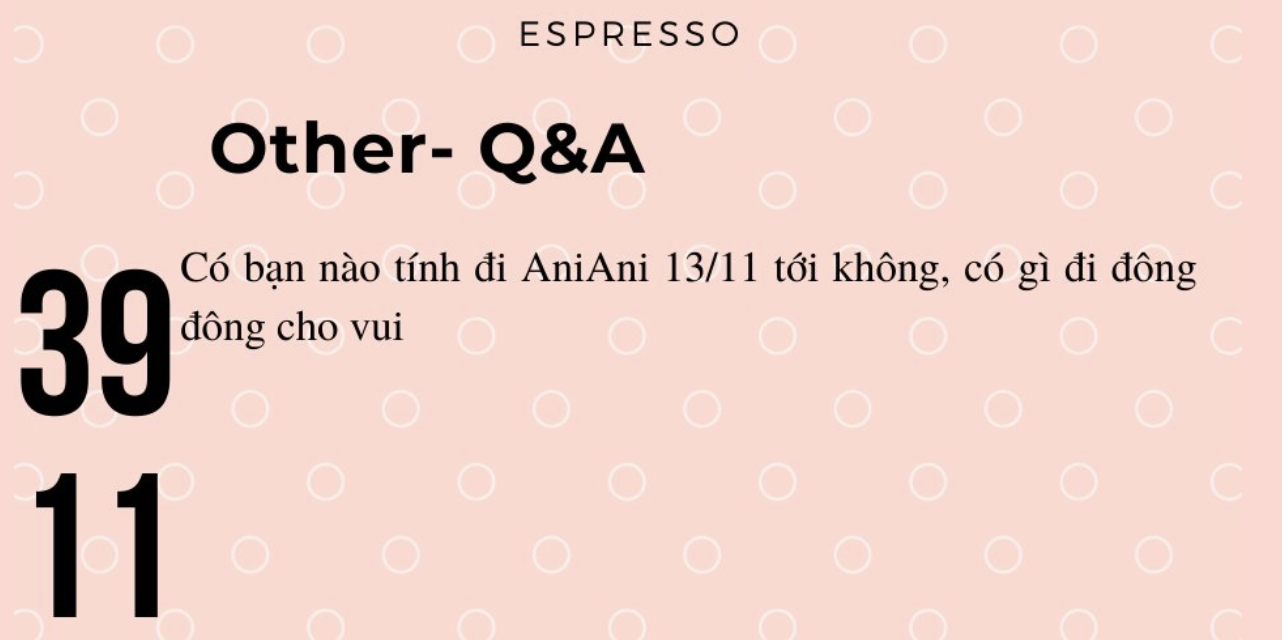 ESPRESSO
Other- Q&A
Có bạn nào tính đi AniAni 13/11 tới không, có gì đi đông
đông cho vui
39
11